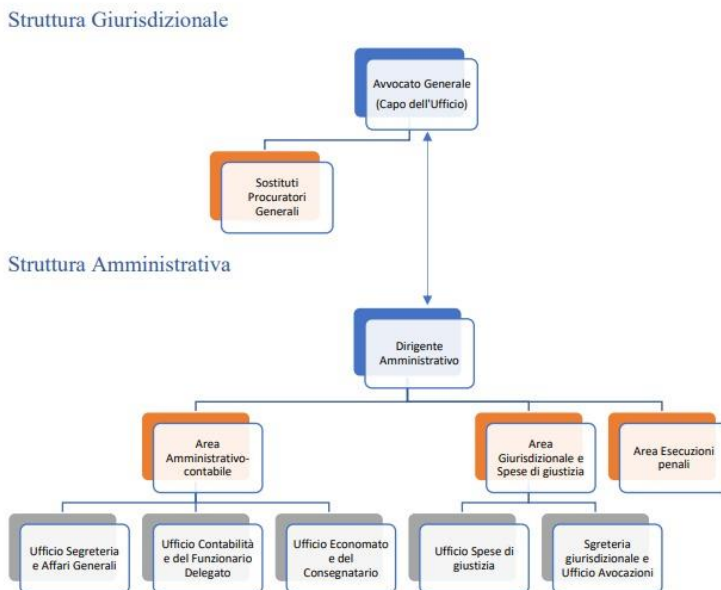 Struttura Giurisdizionale
Avvocato Generale
(Capo dell'Ufficio)
Sostituti
Procuratori
Generali
Struttura Amministrativa
Dirigente
Amministrativo
Area
Amministrativo-
contabile
Area
Giurisdizionale e
Spese di giustizia
Area Esecuzioni
penali
Ufficio Segreteria
e Affari Generali
Ufficio Contabilità
e del Funzionario
Delegato
Ufficio Economato
e del
Consegnatario
Ufficio Spese di
giustizia
Sgreteria
giurisdizionale e
Ufficio Avocazioni